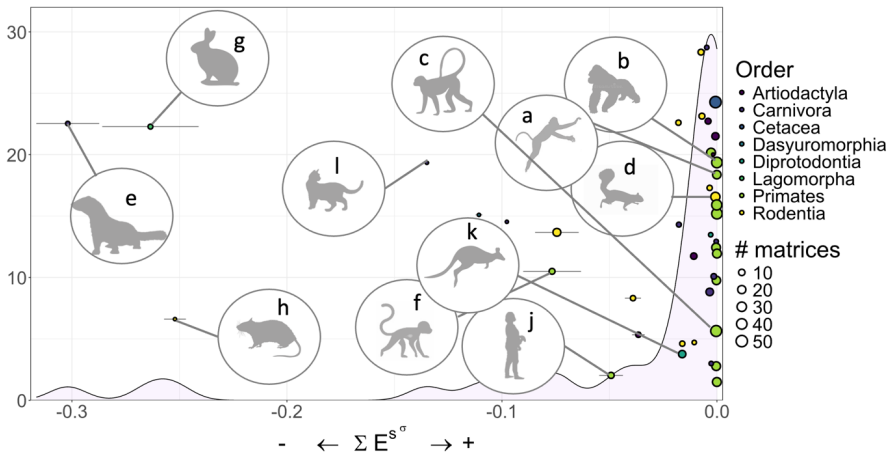 30
20
10
0
-0.3
-0.2
-0.1
0.0
- ← Σ E^{s^σ} → +
g
c
b
a
d
e
l
k
f
h
j
Order
Artiodactyla
Carnivora
Cetacea
Dasyuromorphia
Diprotodontia
Lagomorpha
Primates
Rodentia
# matrices
10
20
30
40
50